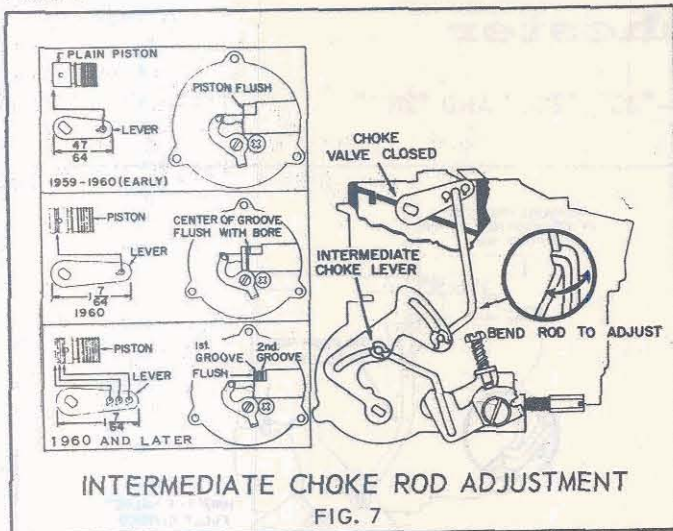 PLAIN PISTON
LEVER
47
64
1959-1960 (EARLY)
PISTON FLUSH
PISTON
LEVER
1 7
64
1960
CENTER OF GROOVE
FLUSH WITH BORE
PISTON
LEVER
1 7
64
1960 AND LATER
1st.
GROOVE
FLUSH
2nd.
GROOVE
CHOKE
VALVE CLOSED
INTERMEDIATE
CHOKE LEVER
BEND ROD TO ADJUST
INTERMEDIATE CHOKE ROD ADJUSTMENT
FIG. 7